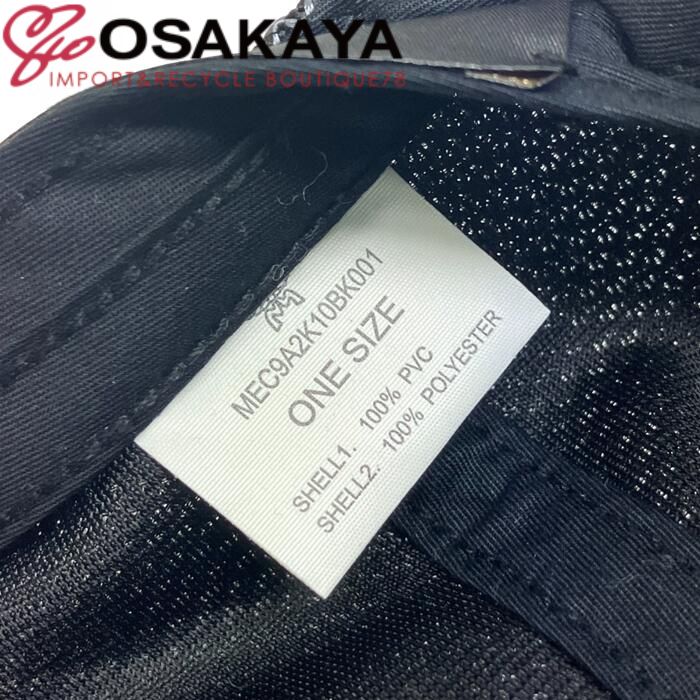 OSAKAYA
IMPORT&RECYCLE BOUTIQUE78
MEC9A2K10BK001
ONE SIZE
SHELL1. 100% PVC
SHELL2. 100% POLYESTER